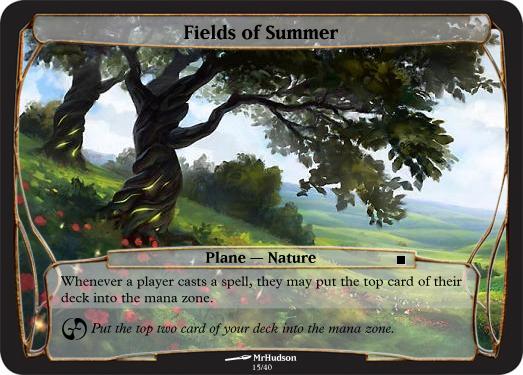 Fields of Summer
Plane — Nature
Whenever a player casts a spell, they may put the top card of their
deck into the mana zone.
Put the top two card of your deck into the mana zone.
MrHudson
15/40